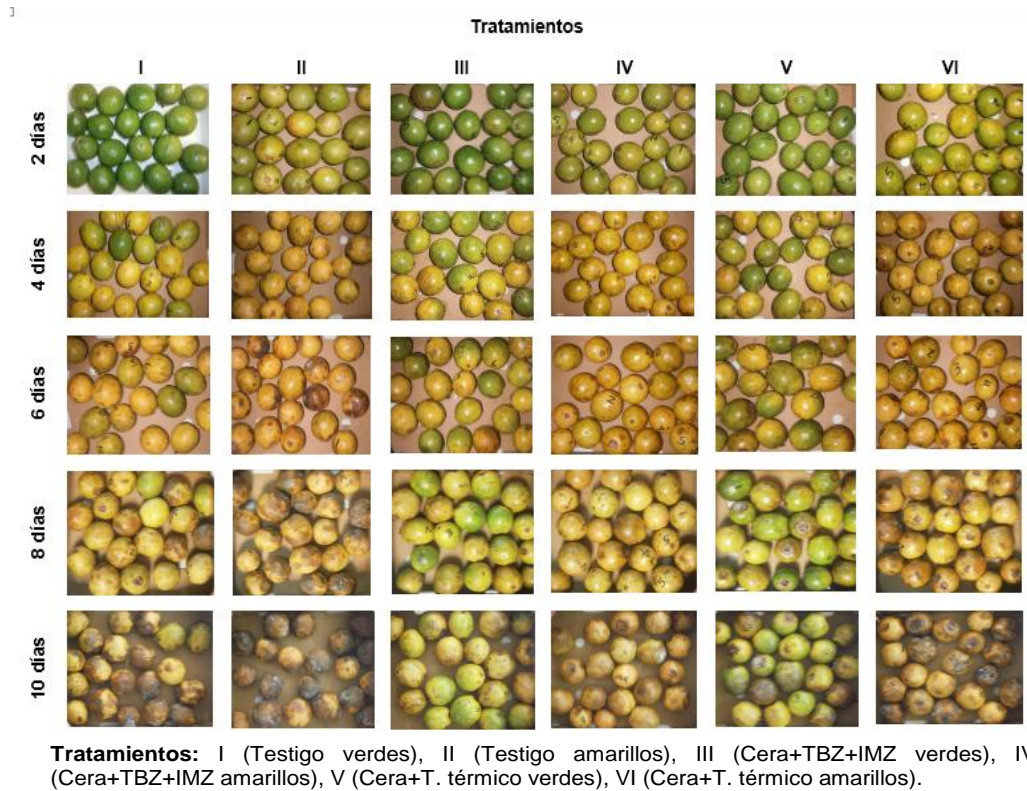 Tratamientos
I II III IV V VI
2 días
4 días
6 días
8 días
10 días
Tratamientos: I (Testigo verdes), II (Testigo amarillos), III (Cera+TBZ+IMZ verdes), IV
(Cera+TBZ+IMZ amarillos), V (Cera+T. térmico verdes), VI (Cera+T. térmico amarillos).